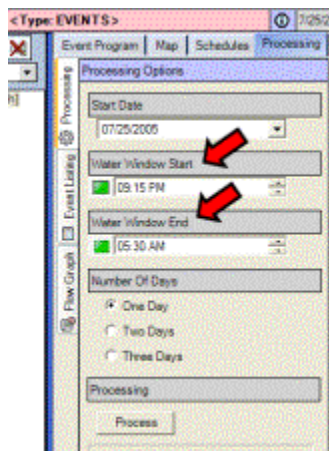 <Type: EVENTS>
7/25/2
Event Program Map Schedules Processing
Processing
Event Listing
Flow Graph
Processing Options
Start Date
07/25/2005
Water Window Start
09:15 PM
Water Window End
05:30 AM
Number Of Days
One Day
Two Days
Three Days
Processing
Process